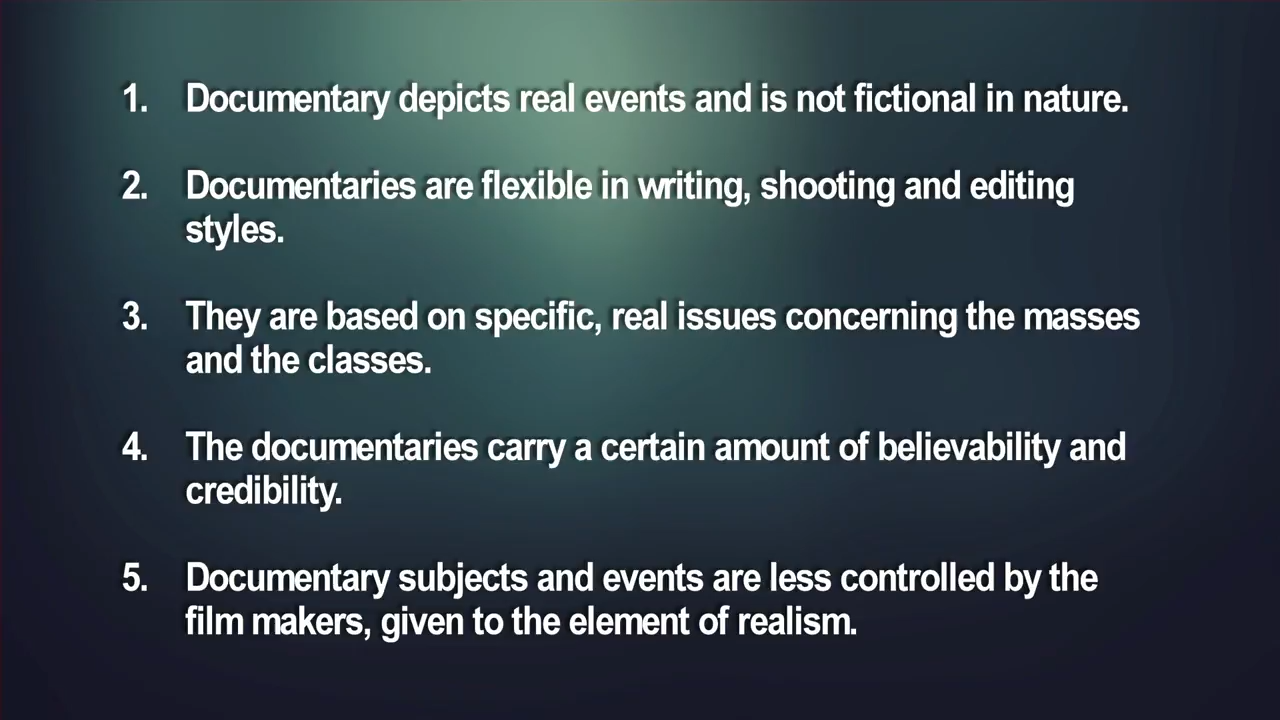 1. Documentary depicts real events and is not fictional in nature.
2. Documentaries are flexible in writing, shooting and editing
styles.
3. They are based on specific, real issues concerning the masses
and the classes.
4. The documentaries carry a certain amount of believability and
credibility.
5. Documentary subjects and events are less controlled by the
film makers, given to the element of realism.